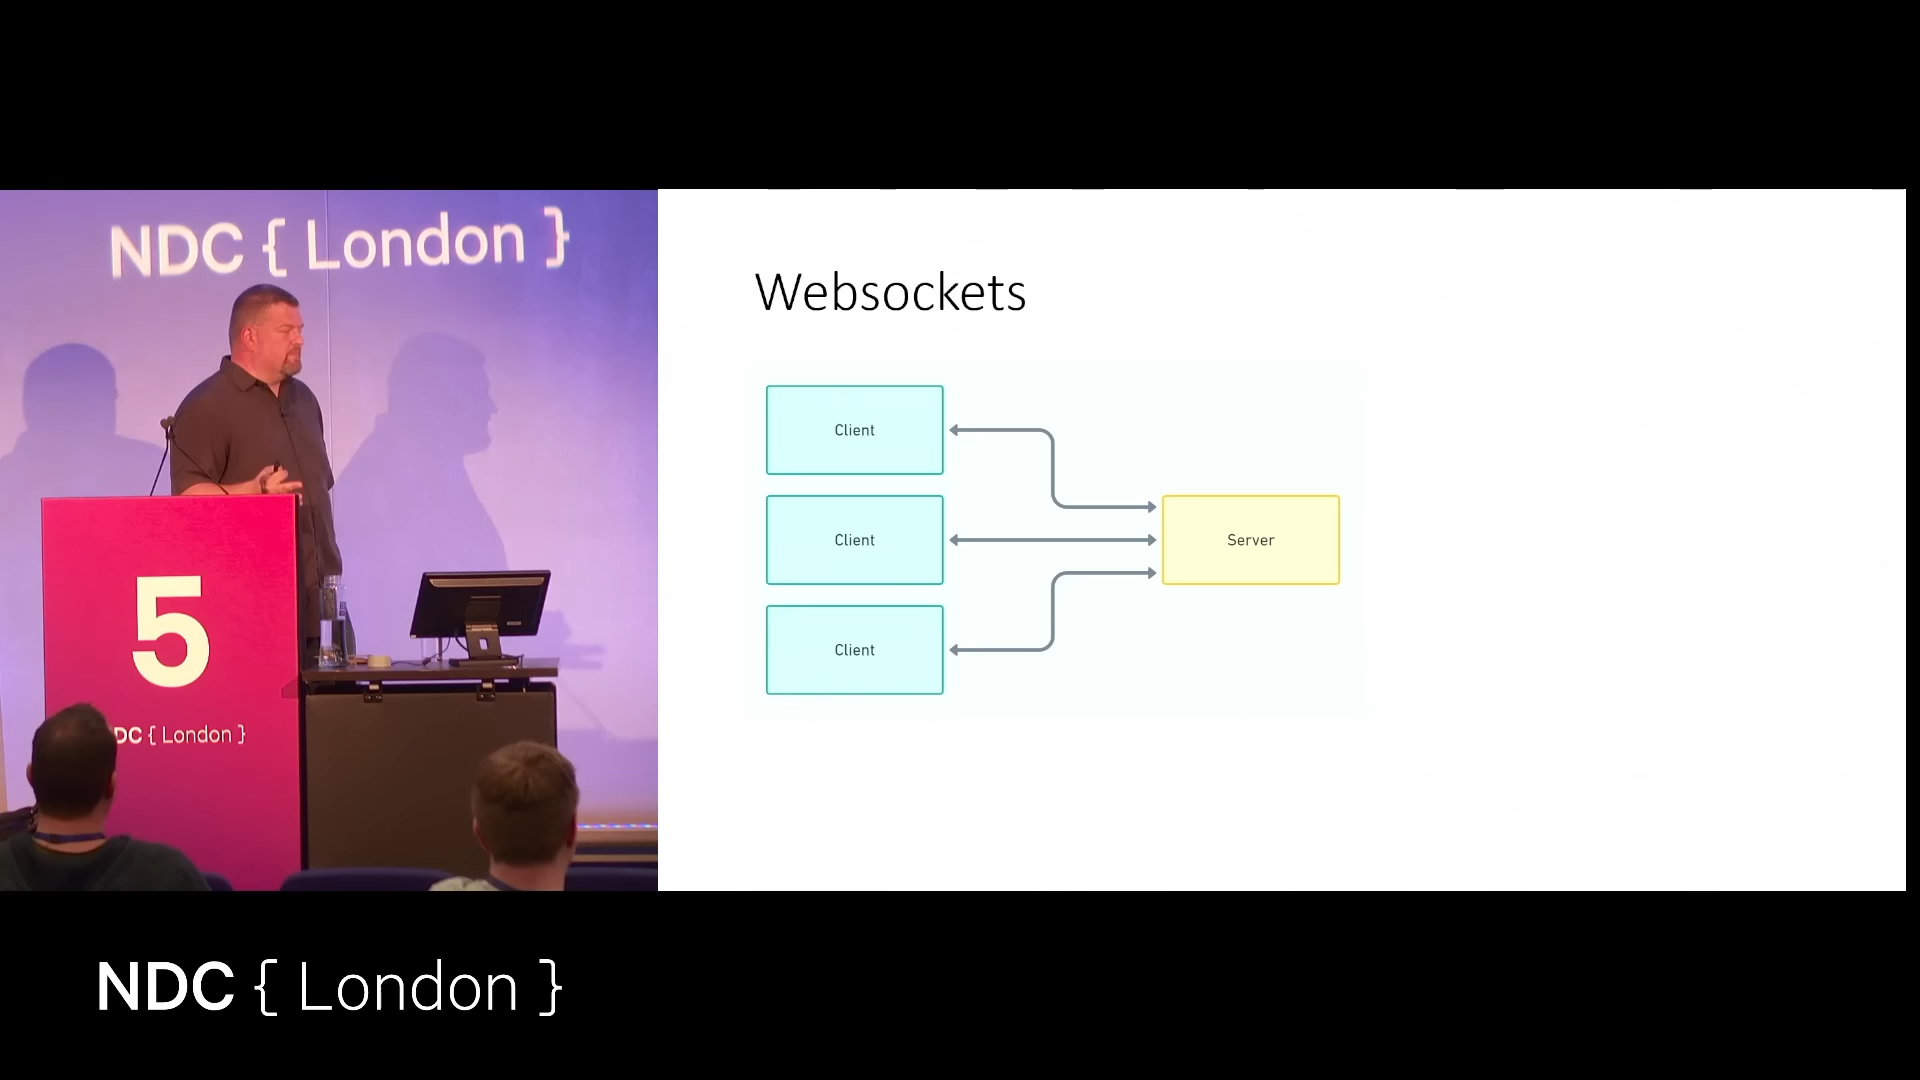 NDC { London }
5
DC { London }
Websockets
Client
Client
Client
Server
NDC { London }